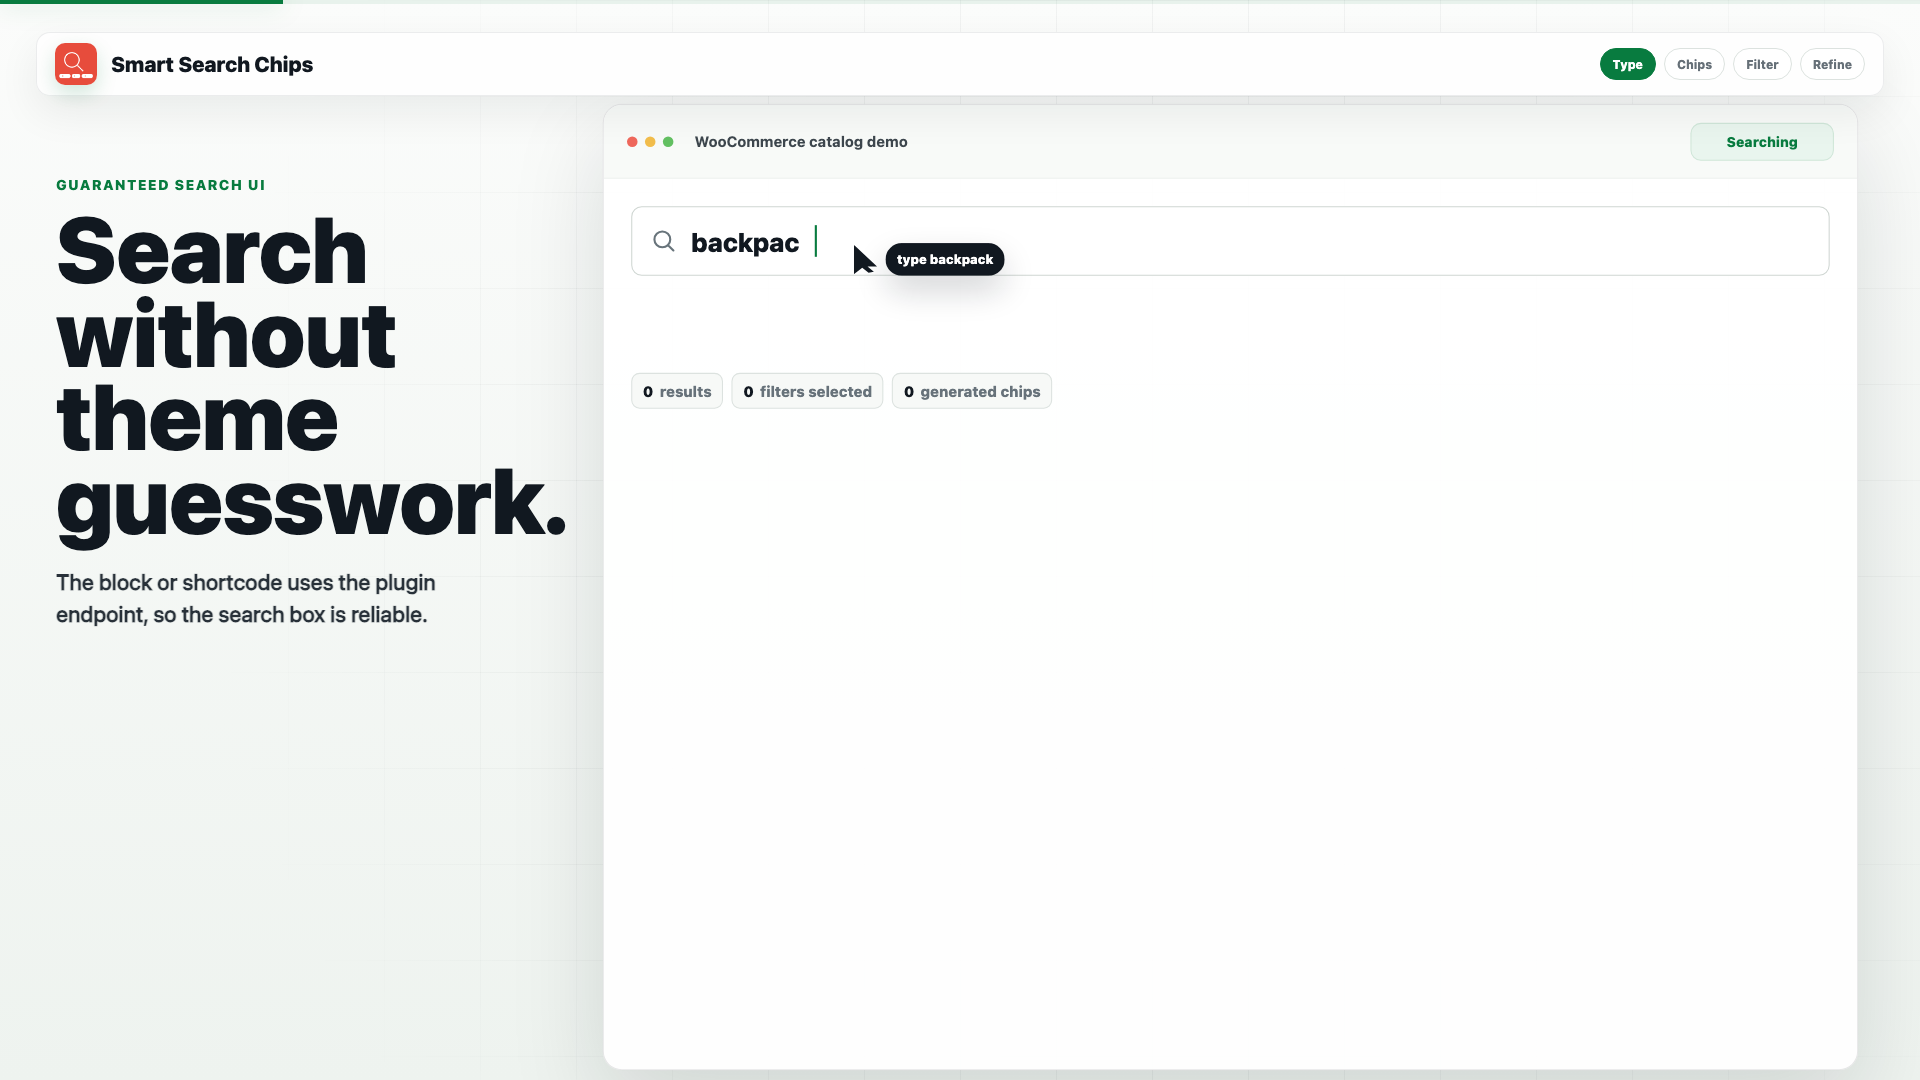 Smart Search Chips
Type
Chips
Filter
Refine
GUARANTEED SEARCH UI
Search
without
theme
guesswork.
The block or shortcode uses the plugin
endpoint, so the search box is reliable.
WooCommerce catalog demo
Searching
backpac
type backpack
0 results
0 filters selected
0 generated chips